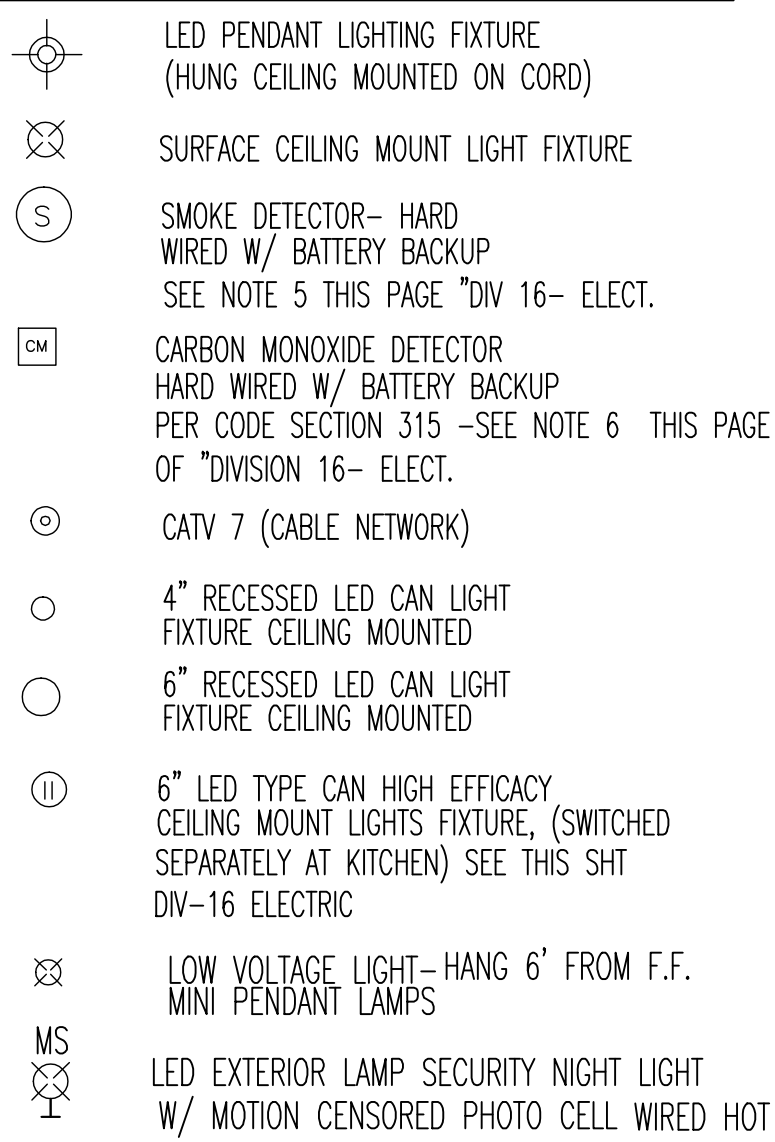 LED PENDANT LIGHTING FIXTURE
(HUNG CEILING MOUNTED ON CORD)
SURFACE CEILING MOUNT LIGHT FIXTURE
S
SMOKE DETECTOR- HARD
WIRED W/ BATTERY BACKUP
SEE NOTE 5 THIS PAGE "DIV 16- ELECT.
CM
CARBON MONOXIDE DETECTOR
HARD WIRED W/ BATTERY BACKUP
PER CODE SECTION 315 -SEE NOTE 6 THIS PAGE
OF "DIVISION 16- ELECT.
CATV 7 (CABLE NETWORK)
4" RECESSED LED CAN LIGHT
FIXTURE CEILING MOUNTED
6" RECESSED LED CAN LIGHT
FIXTURE CEILING MOUNTED
6" LED TYPE CAN HIGH EFFICACY
CEILING MOUNT LIGHTS FIXTURE, (SWITCHED
SEPARATELY AT KITCHEN) SEE THIS SHT
DIV-16 ELECTRIC
LOW VOLTAGE LIGHT- HANG 6' FROM F.F.
MINI PENDANT LAMPS
MS
LED EXTERIOR LAMP SECURITY NIGHT LIGHT
W/ MOTION CENSORED PHOTO CELL WIRED HOT